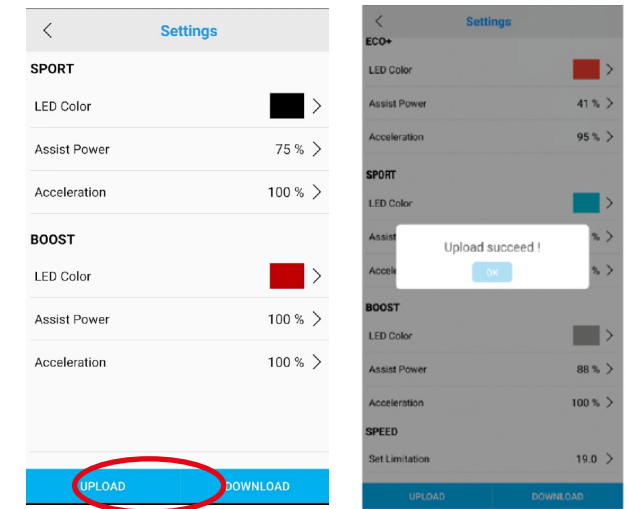 Settings
SPORT
LED Color
Assist Power 75 %
Acceleration 100 %
BOOST
LED Color
Assist Power 100 %
Acceleration 100 %
UPLOAD DOWNLOAD
Settings
ECO+
LED Color
Assist Power 41 %
Acceleration 95 %
SPORT
LED Color
Assist %
Upload succeed !
Accele %
OK
BOOST
LED Color
Assist Power 88 %
Acceleration 100 %
SPEED
Set Limitation 19.0
UPLOAD DOWNLOAD